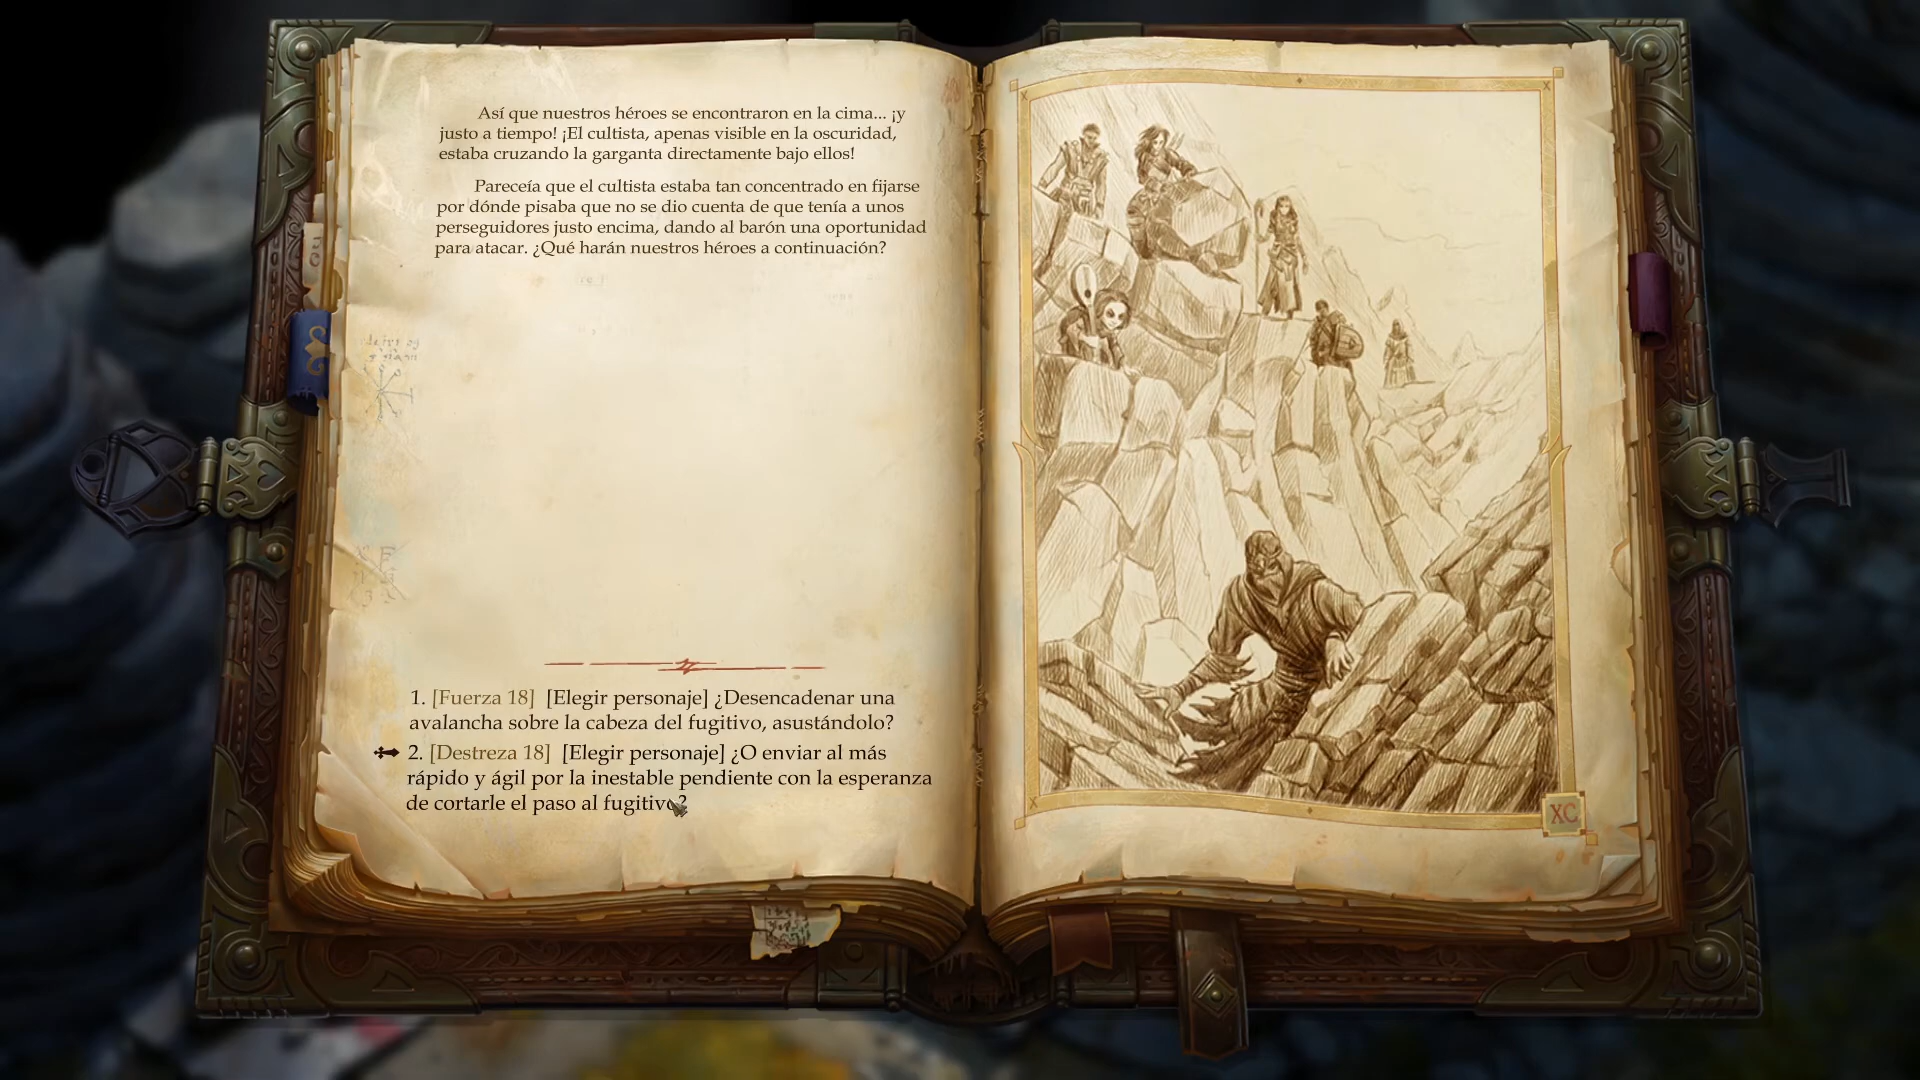 Así que nuestros héroes se encontraron en la cima... ¡y
justo a tiempo! ¡El cultista, apenas visible en la oscuridad,
estaba cruzando la garganta directamente bajo ellos!
Pareceía que el cultista estaba tan concentrado en fijarse
por dónde pisaba que no se dio cuenta de que tenía a unos
perseguidores justo encima, dando al barón una oportunidad
para atacar. ¿Qué harán nuestros héroes a continuación?
1. [Fuerza 18] [Elegir personaje] ¿Desencadenar una
avalancha sobre la cabeza del fugitivo, asustándolo?
2. [Destreza 18] [Elegir personaje] ¿O enviar al más
rápido y ágil por la inestable pendiente con la esperanza
de cortarle el paso al fugitivo?
XC